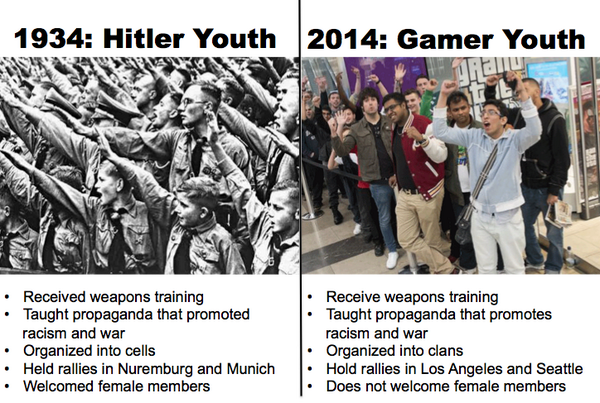 1934: Hitler Youth
• Received weapons training
• Taught propaganda that promoted
racism and war
• Organized into cells
• Held rallies in Nuremburg and Munich
• Welcomed female members
2014: Gamer Youth
• Receive weapons training
• Taught propaganda that promotes
racism and war
• Organized into clans
• Hold rallies in Los Angeles and Seattle
• Does not welcome female members